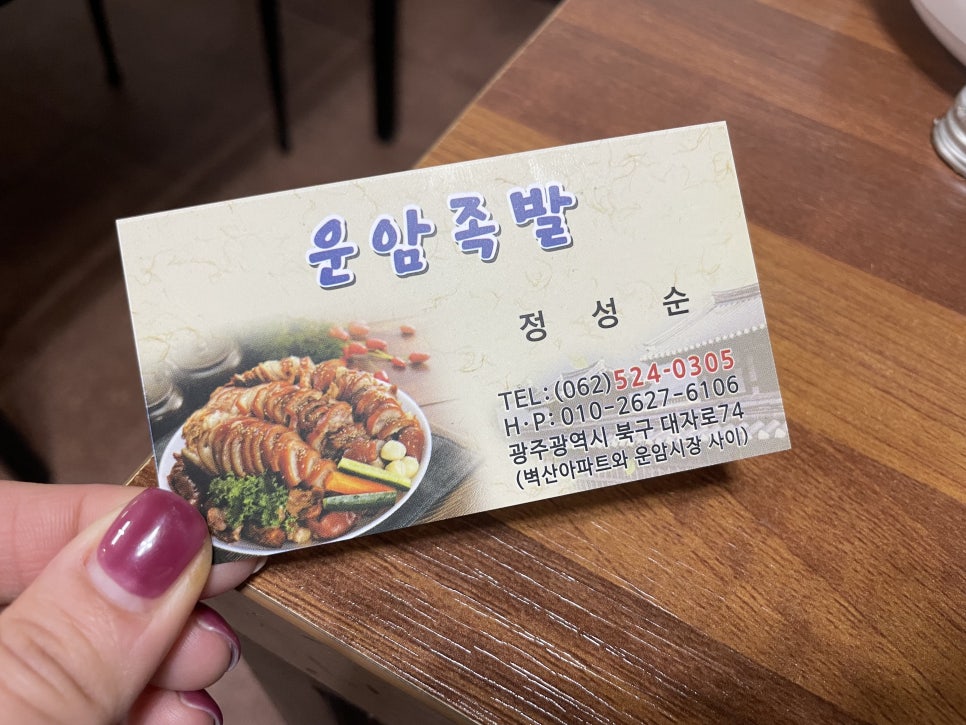 운암족발
정 성 순
TEL:(062)524-0305
H·P:010-2627-6106
광주광역시 북구 대자로74
(벽산아파트와 운암시장 사이)